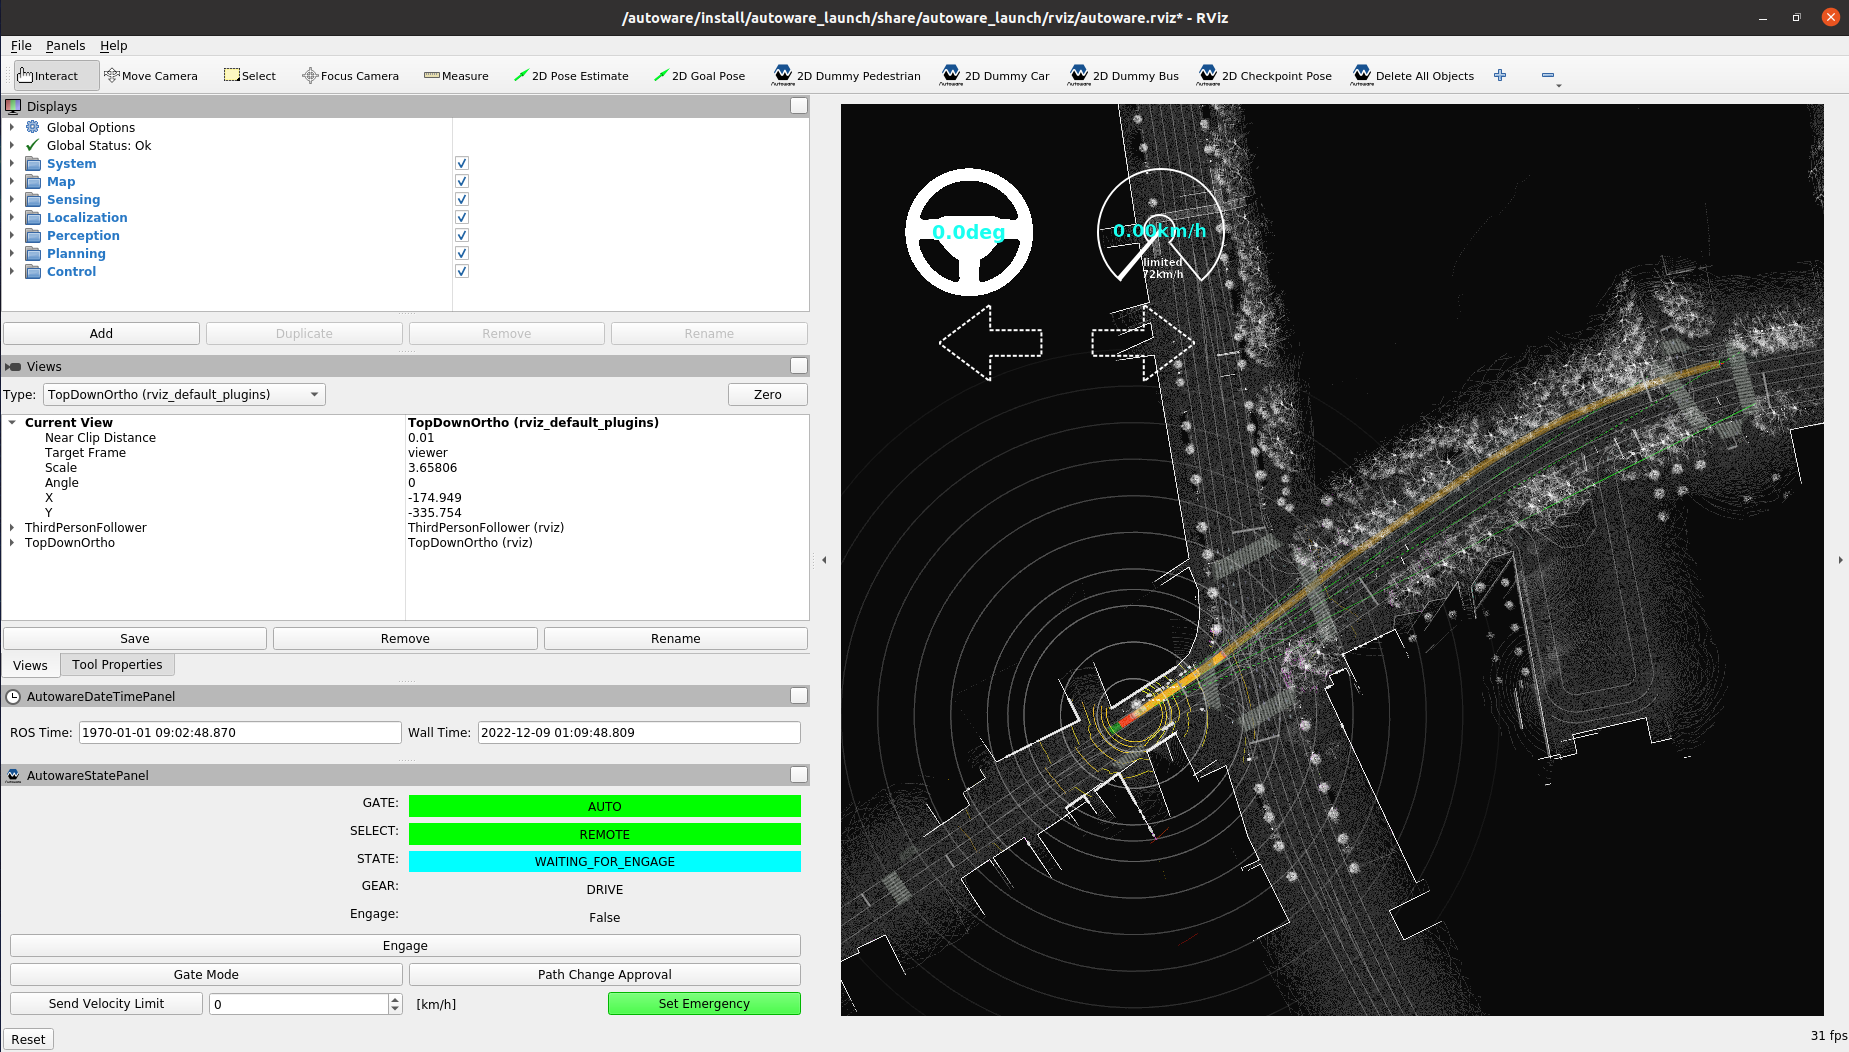 /autoware/install/autoware_launch/share/autoware_launch/rviz/autoware.rviz* - RViz
File Panels Help
Interact Move Camera Select Focus Camera Measure 2D Pose Estimate 2D Goal Pose 2D Dummy Pedestrian 2D Dummy Car 2D Dummy Bus 2D Checkpoint Pose Delete All Objects
Displays
Global Options
Global Status: Ok
System
Map
Sensing
Localization
Perception
Planning
Control
Add Duplicate Remove Rename
Views
Type: TopDownOrtho (rviz_default_plugins) Zero
Current View TopDownOrtho (rviz_default_plugins)
Near Clip Distance 0.01
Target Frame viewer
Scale 3.65806
Angle 0
X -174.949
Y -335.754
ThirdPersonFollower ThirdPersonFollower (rviz)
TopDownOrtho TopDownOrtho (rviz)
Save Remove Rename
Views Tool Properties
AutowareDateTimePanel
ROS Time: 1970-01-01 09:02:48.870 Wall Time: 2022-12-09 01:09:48.809
AutowareStatePanel
GATE: AUTO
SELECT: REMOTE
STATE: WAITING_FOR_ENGAGE
GEAR: DRIVE
Engage: False
Engage
Gate Mode Path Change Approval
Send Velocity Limit 0 [km/h] Set Emergency
Reset
0.0deg 0.00km/h
limited
72km/h
31 fps